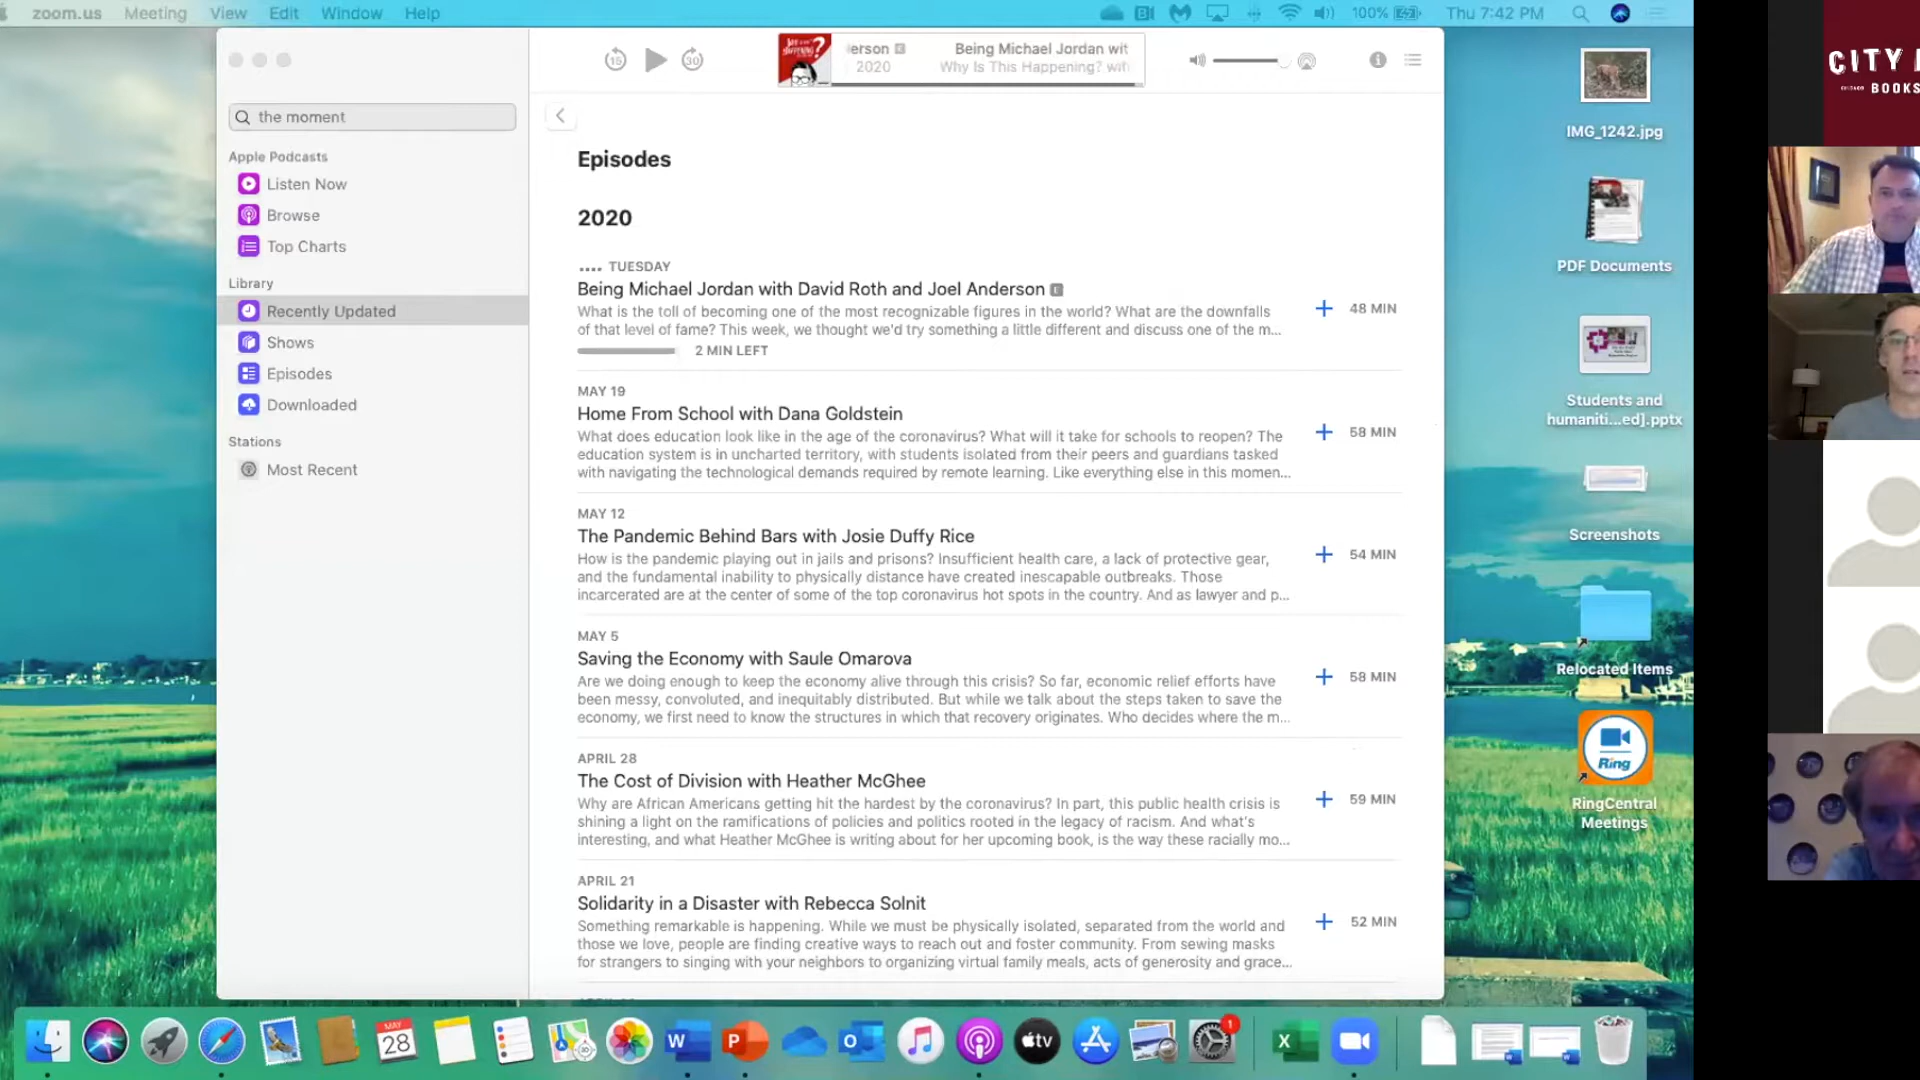 zoom.us Meeting View Edit Window Help
100% Thu 7:42 PM
15 30
erson E Being Michael Jordan wit
2020 Why Is This Happening? wit
the moment
Apple Podcasts
Listen Now
Browse
Top Charts
Library
Recently Updated
Shows
Episodes
Downloaded
Stations
Most Recent
Episodes
2020
TUESDAY
Being Michael Jordan with David Roth and Joel Anderson E
What is the toll of becoming one of the most recognizable figures in the world? What are the downfalls
of that level of fame? This week, we thought we'd try something a little different and discuss one of the m...
2 MIN LEFT
48 MIN
MAY 19
Home From School with Dana Goldstein
What does education look like in the age of the coronavirus? What will it take for schools to reopen? The
education system is in uncharted territory, with students isolated from their peers and guardians tasked
with navigating the technological demands required by remote learning. Like everything else in this momen...
58 MIN
MAY 12
The Pandemic Behind Bars with Josie Duffy Rice
How is the pandemic playing out in jails and prisons? Insufficient health care, a lack of protective gear,
and the fundamental inability to physically distance have created inescapable outbreaks. Those
incarcerated are at the center of some of the top coronavirus hot spots in the country. And as lawyer and p...
54 MIN
MAY 5
Saving the Economy with Saule Omarova
Are we doing enough to keep the economy alive through this crisis? So far, economic relief efforts have
been messy, convoluted, and inequitably distributed. But while we talk about the steps taken to save the
economy, we first need to know the structures in which that recovery originates. Who decides where the m...
58 MIN
APRIL 28
The Cost of Division with Heather McGhee
Why are African Americans getting hit the hardest by the coronavirus? In part, this public health crisis is
shining a light on the ramifications of policies and politics rooted in the legacy of racism. And what's
interesting, and what Heather McGhee is writing about for her upcoming book, is the way these racially mo...
59 MIN
APRIL 21
Solidarity in a Disaster with Rebecca Solnit
Something remarkable is happening. While we must be physically isolated, separated from the world and
those we love, people are finding creative ways to reach out and foster community. From sewing masks
for strangers to singing with your neighbors to organizing virtual family meals, acts of generosity and grace...
52 MIN
IMG_1242.jpg
PDF Documents
Students and
humaniti...ed].pptx
Screenshots
Relocated Items
Ring
RingCentral
Meetings
CITY
BOOKS
MAY
28
W
P
O
tv
1
X